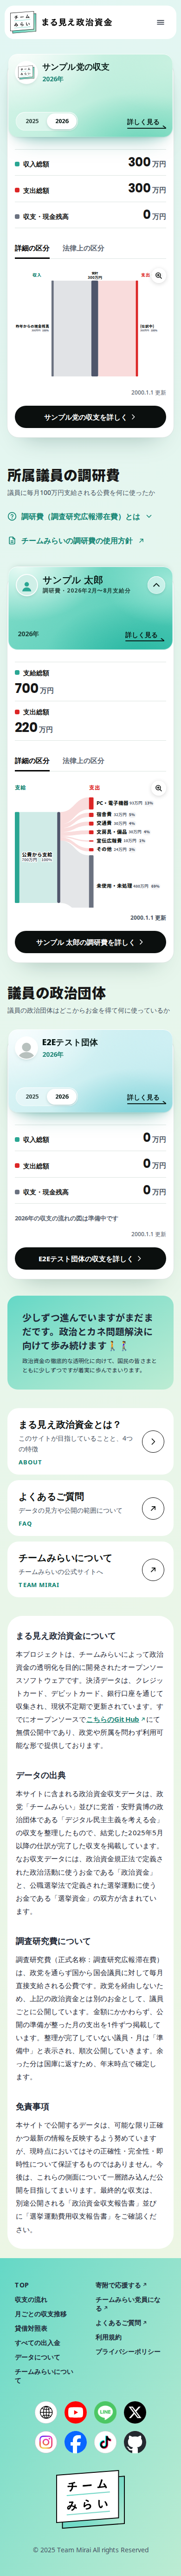 チーム
みらい
まる見え政治資金
チーム
みらい
サンプル党の収支
2026年
2025
2026
詳しく見る
収入総額
300万円
支出総額
300万円
収支・現金残高
0万円
詳細の区分
法律上の区分
収入
合計
300万円
支出
2000.1.1 更新
サンプル党の収支を詳しく
所属議員の調研費
議員に毎月100万円支給される公費を何に使ったか
調研費（調査研究広報滞在費）とは
チームみらいの調研費の使用方針
サンプル 太郎
調研費・2026年2月〜8月支給分
2026年
詳しく見る
支給総額
700万円
支出総額
220万円
詳細の区分
法律上の区分
支給
支出
PC・電子機器 92万円 13%
宿舎費
交通費
文房具・備品
宣伝広報費
その他
公費から支給
700万円 100%
未使用・未処理 480万円 69%
2000.1.1 更新
サンプル 太郎の調研費を詳しく
議員の政治団体
議員の政治団体はどこからお金を得て何に使っているか
E2Eテスト団体
2026年
2025
2026
詳しく見る
収入総額
0万円
支出総額
0万円
収支・現金残高
0万円
2026年の収支の流れの図は準備中です
2000.1.1 更新
E2Eテスト団体の収支を詳しく
少しずつ進んでいますがまだま
だです。政治とカネ問題解決に
向けて歩み続けます🚶🚶‍♀️
政治資金の徹底的な透明化に向けて、国民の皆さまと
ともに少しずつですが着実に歩んでまいります。
まる見え政治資金とは？
このサイトが目指していることと、4つ
の特徴
ABOUT
よくあるご質問
データの見方や公開の範囲について
FAQ
チームみらいについて
チームみらいの公式サイトへ
TEAM MIRAI
まる見え政治資金について
本プロジェクトは、チームみらいによって政治
資金の透明化を目的に開発されたオープンソー
スソフトウェアです。決済データは、クレジッ
トカード、デビットカード、銀行口座を通じて
収集され、現状不定期で更新されています。す
でにオープンソースでこちらのGit Hubにて
無償公開中であり、政党や所属を問わず利用可
能な形で提供しております。
データの出典
本サイトに含まれる政治資金収支データは、政
党「チームみらい」並びに党首・安野貴博の政
治団体である「デジタル民主主義を考える会」
の収支を整理したもので、結党した2025年5月
以降の仕訳が完了した収支を掲載しています。
なお収支データには、政治資金規正法で定義さ
れた政治活動に使うお金である「政治資金」
と、公職選挙法で定義された選挙運動に使う
お金である「選挙資金」の双方が含まれていま
す。
調査研究費について
調査研究費（正式名称：調査研究広報滞在費）
は、政党を通らず国から国会議員に対して毎月
直接支給される公費です。政党を経由しないた
め、上記の政治資金とは別のお金として、議員
ごとに公開しています。金額にかかわらず、公
開の準備が整った月の支出を1件ずつ掲載して
います。整理が完了していない議員・月は「準
備中」と表示され、順次公開していきます。余
った分は国庫に返すため、年末時点で確定しま
す。
免責事項
本サイトで公開するデータは、可能な限り正確
かつ最新の情報を反映するよう努めています
が、現時点においてはその正確性・完全性・即
時性について保証するものではありません。今
後は、これらの側面について一層踏み込んだ公
開を目指してまいります。最終的な収支は、
別途公開される「政治資金収支報告書」並び
に「選挙運動費用収支報告書」をご確認くださ
い。
TOP
収支の流れ
月ごとの収支推移
貸借対照表
すべての出入金
データについて
チームみらいについ
て
寄附で応援する
チームみらい党員にな
る
よくあるご質問
利用規約
プライバシーポリシー
LINE
チーム
みらい
© 2025 Team Mirai All rights Reserved